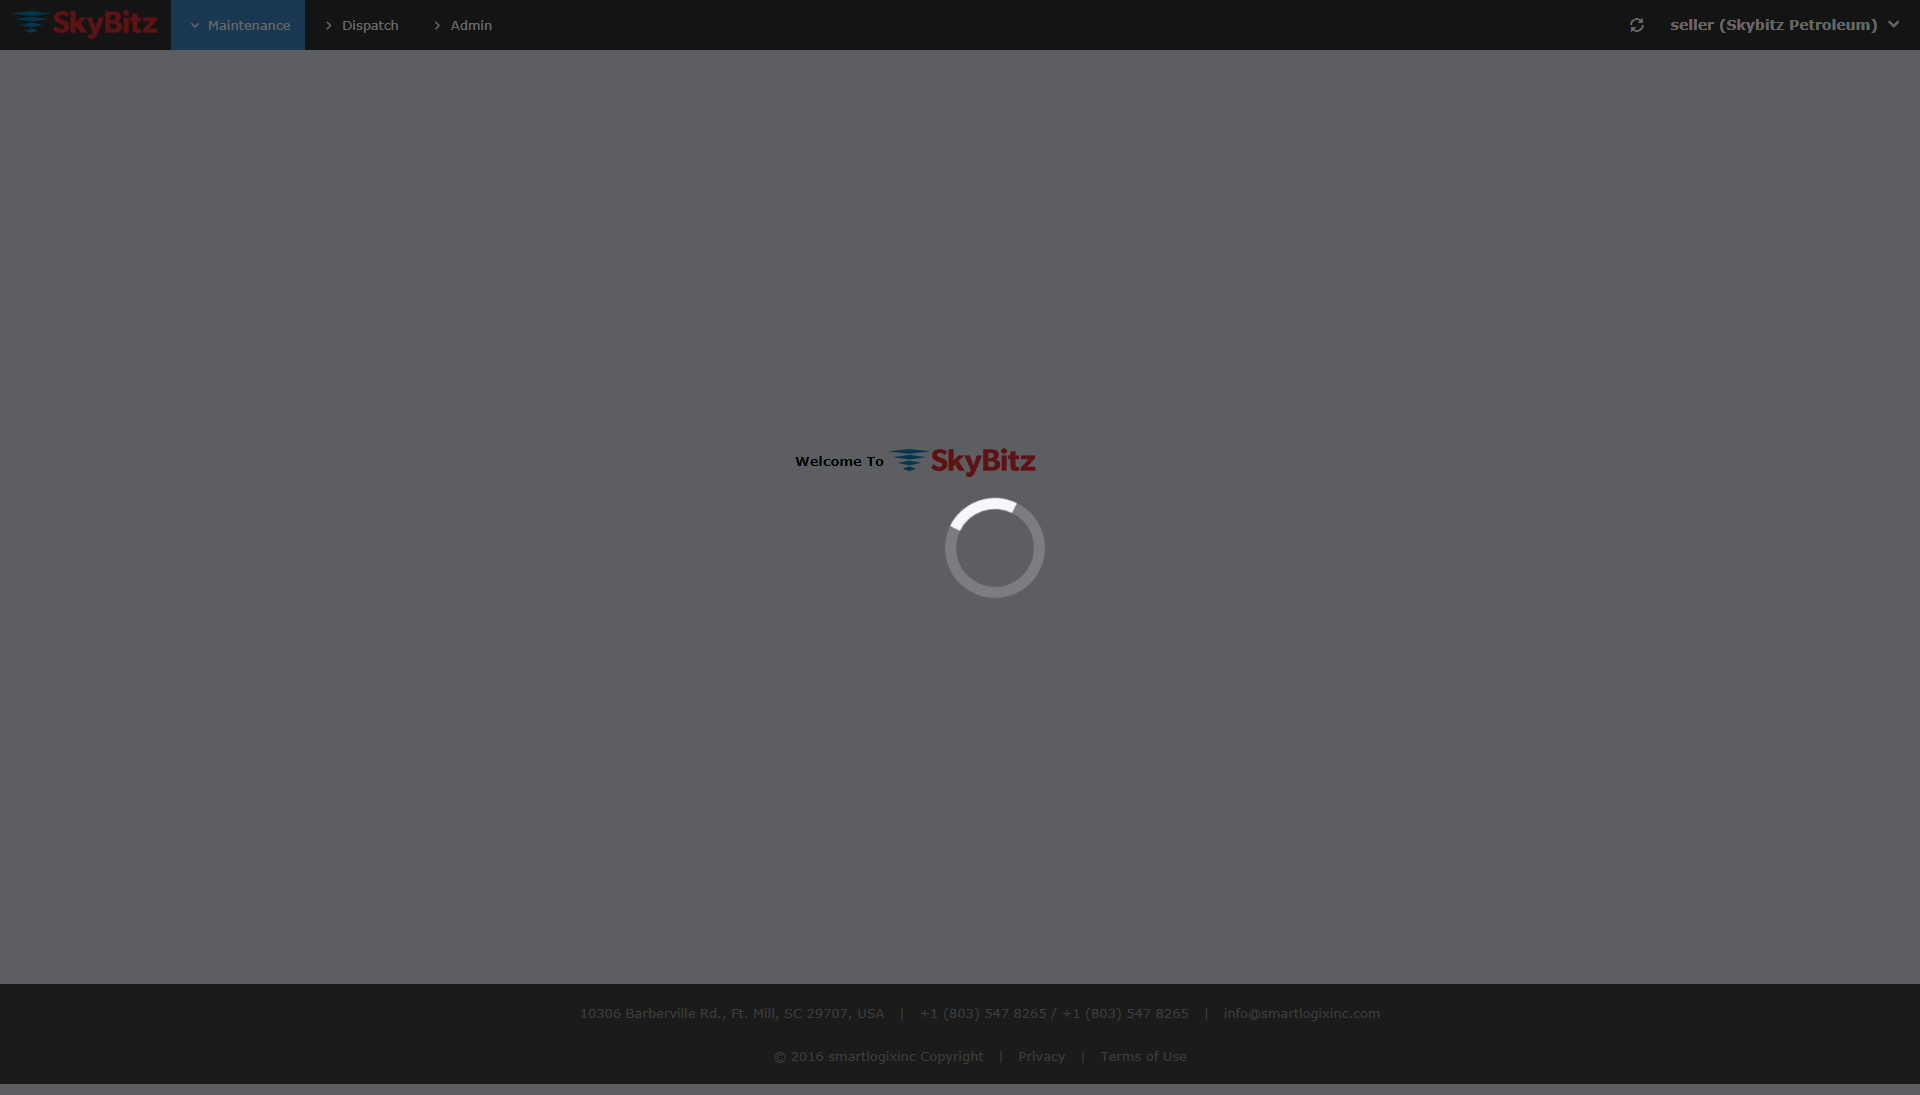 SkyBitz Maintenance Dispatch Admin seller (Skybitz Petroleum)
Welcome To SkyBitz
10306 Barberville Rd., Ft. Mill, SC 29707, USA | +1 (803) 547 8265 / +1 (803) 547 8265 | info@smartlogixinc.com
© 2016 smartlogixinc Copyright | Privacy | Terms of Use